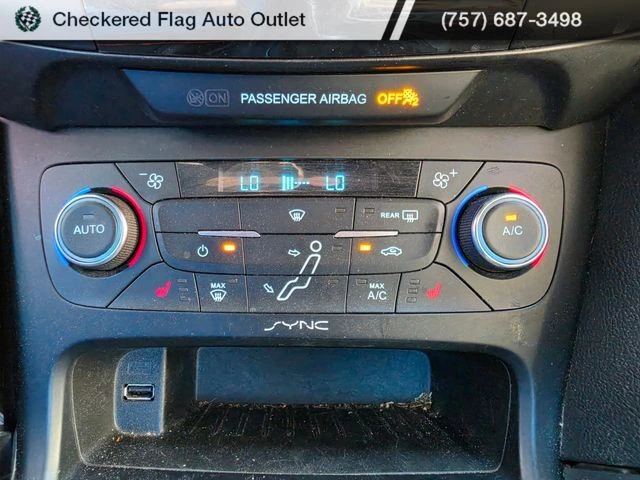 Checkered Flag Auto Outlet
(757) 687-3498
ON PASSENGER AIRBAG OFF
LO LO
AUTO
REAR
A/C
MAX
MAX A/C
SYNC